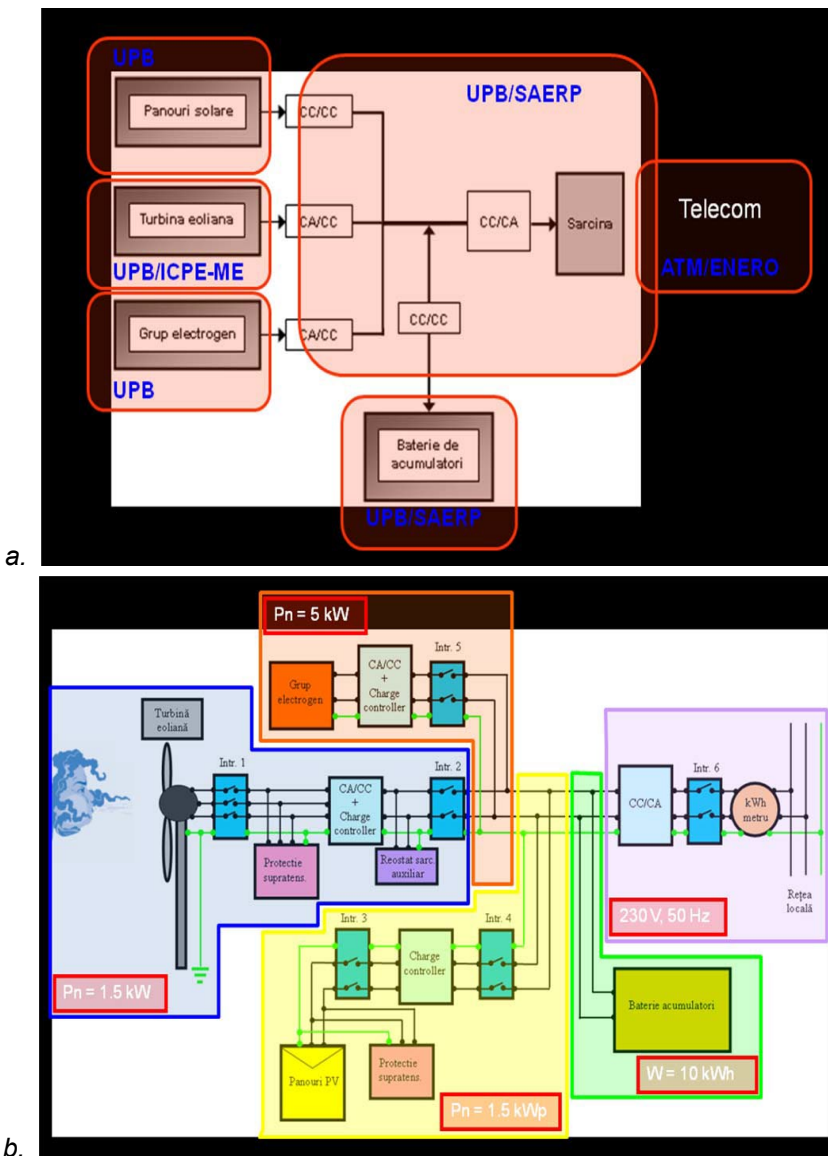 UPB
Panouri solare
CC/CC
UPB/SAERP
Turbina eoliana
CA/CC
CC/CA
Sarcina
Telecom
UPB/ICPE-ME
ATM/ENERO
Grup electrogen
CA/CC
CC/CC
UPB
Baterie de
acumulatori
UPB/SAERP
a.
Pn = 5 kW
Intr. 5
CA/CC
+
Charge
controller
Grup
electrogen
Turbină
eoliană
Intr. 1
CA/CC
+
Charge
controller
Intr. 2
Protectie
supratens.
Reostat sarc.
auxiliar
CC/CA
Intr. 6
kWh
metru
Rețea
locală
230 V, 50 Hz
Pn = 1.5 kW
Intr. 3
Charge
controller
Intr. 4
Panouri PV
Protectie
supratens.
Pn = 1.5 kWp
Baterie acumulatori
W = 10 kWh
b.